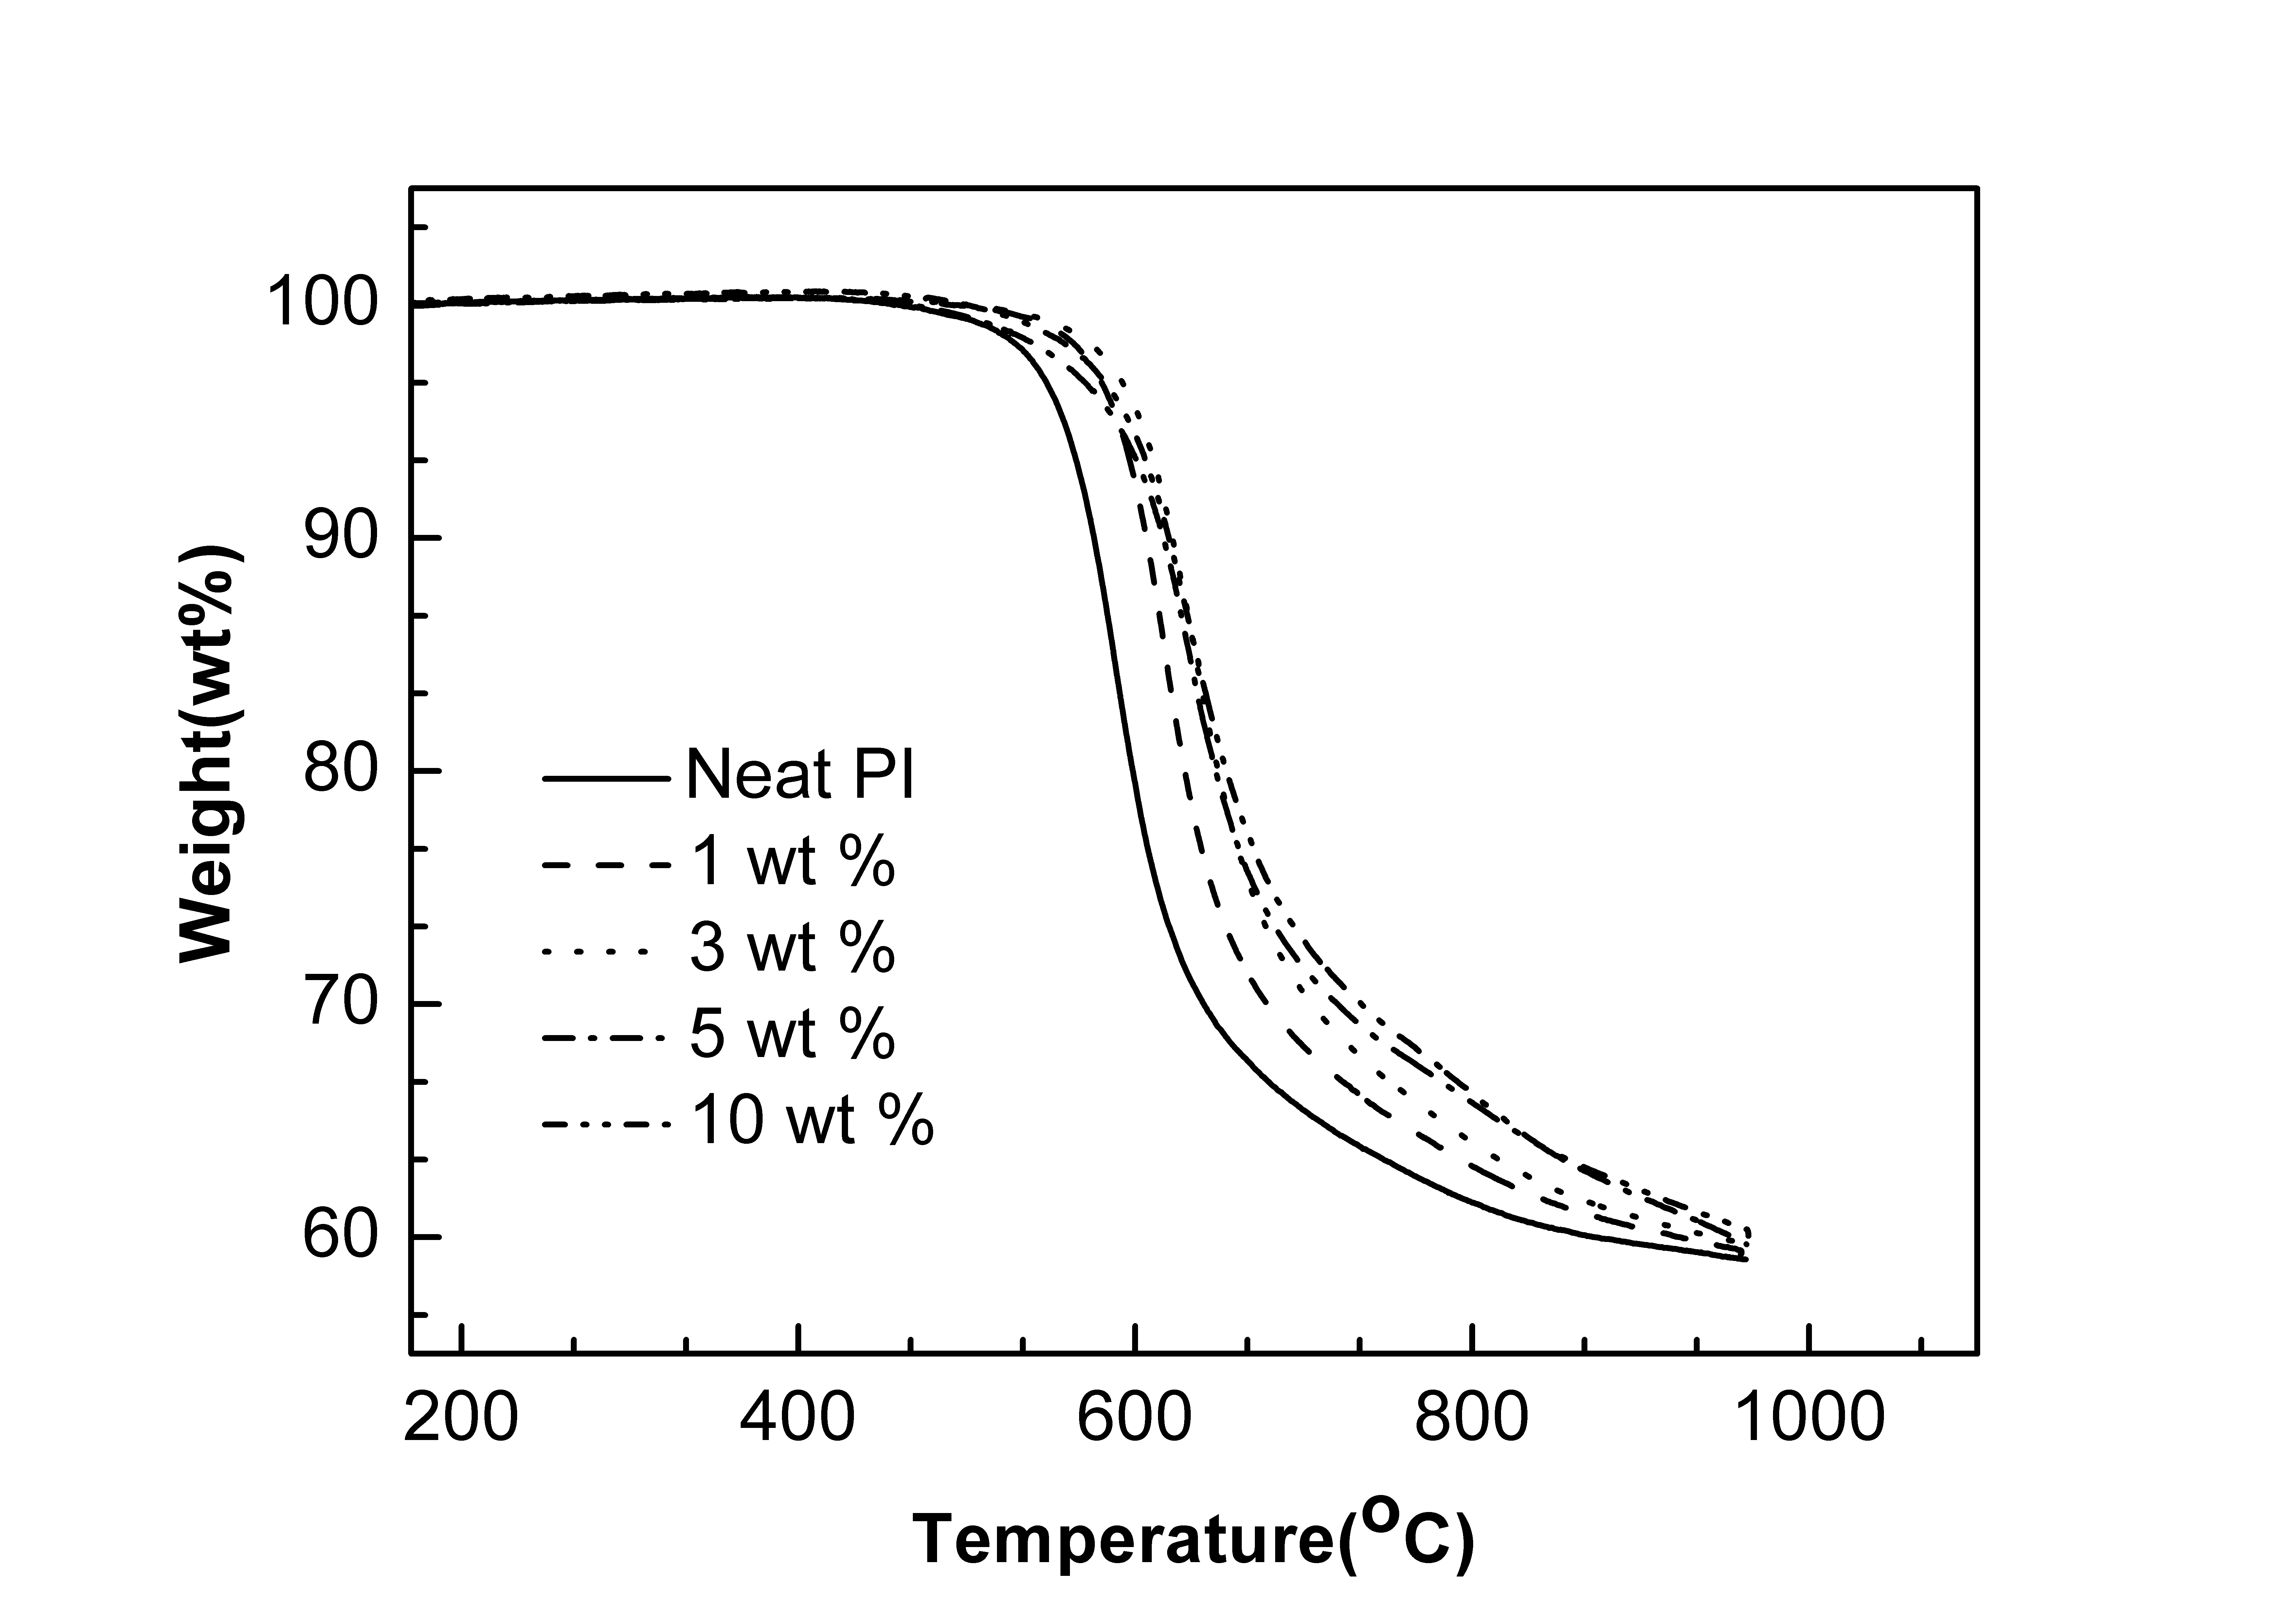 100
90
80
70
60
Weight(wt%)
Neat PI
1 wt %
3 wt %
5 wt %
10 wt %
200 400 600 800 1000
Temperature(°C)